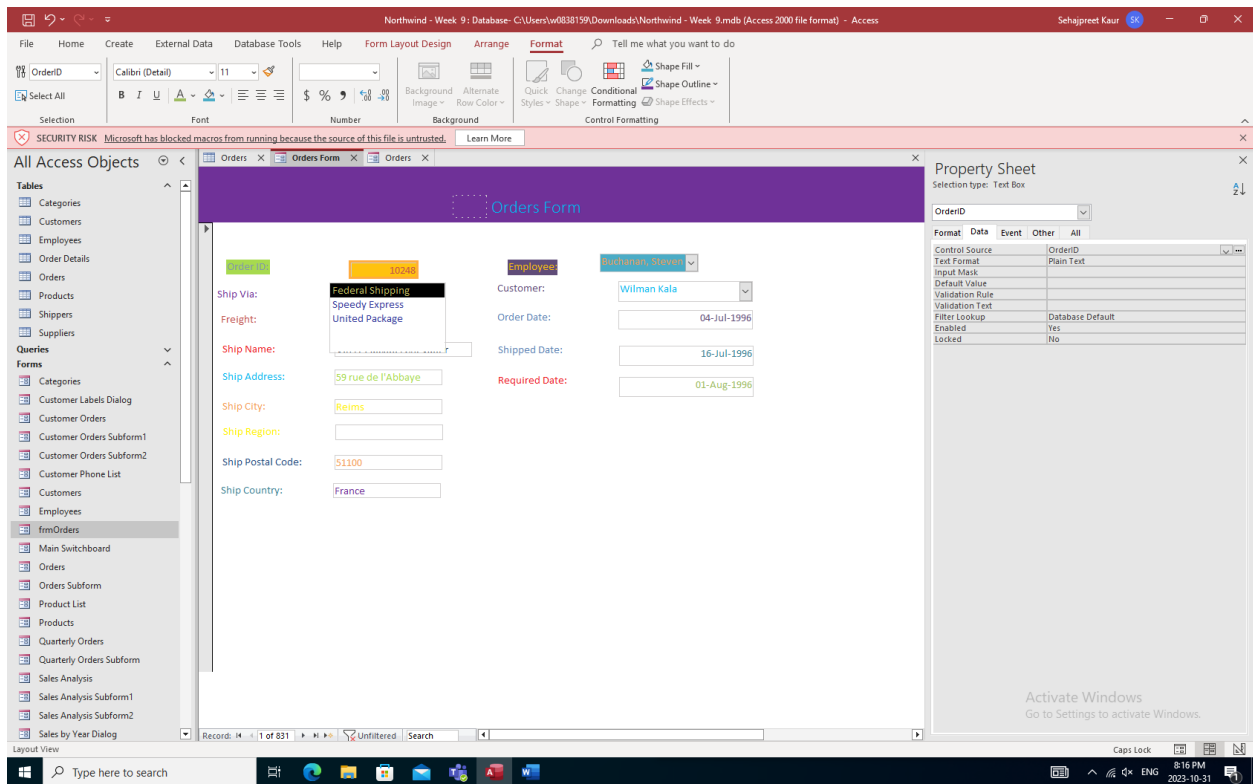 Northwind - Week 9 : Database- C:\Users\w0838159\Downloads\Northwind - Week 9.mdb (Access 2000 file format) - Access
Sehajpreet Kaur SK
File Home Create External Data Database Tools Help Form Layout Design Arrange Format Tell me what you want to do
OrderID
Calibri (Detail) 11
Select All
B I U A
$ % 9
Background Image
Alternate Row Color
Quick Styles
Change Shape
Conditional Formatting
Shape Fill
Shape Outline
Shape Effects
Selection Font Number Background Control Formatting
SECURITY RISK Microsoft has blocked macros from running because the source of this file is untrusted. Learn More
All Access Objects
Tables
Categories
Customers
Employees
Order Details
Orders
Products
Shippers
Suppliers
Queries
Forms
Categories
Customer Labels Dialog
Customer Orders
Customer Orders Subform1
Customer Orders Subform2
Customer Phone List
Customers
Employees
frmOrders
Main Switchboard
Orders
Orders Subform
Product List
Products
Quarterly Orders
Quarterly Orders Subform
Sales Analysis
Sales Analysis Subform1
Sales Analysis Subform2
Sales by Year Dialog
Orders Orders Form Orders
Orders Form
Order ID: 10248
Employee: Buchanan, Steven
Ship Via:
Federal Shipping
Speedy Express
United Package
Customer: Wilman Kala
Freight:
Order Date: 04-Jul-1996
Ship Name:
Shipped Date: 16-Jul-1996
Ship Address: 59 rue de l'Abbaye
Required Date: 01-Aug-1996
Ship City: Reims
Ship Region:
Ship Postal Code: 51100
Ship Country: France
Record: 1 of 831 Unfiltered Search
Property Sheet
Selection type: Text Box
OrderID
Format Data Event Other All
Control Source OrderID
Text Format Plain Text
Input Mask
Default Value
Validation Rule
Validation Text
Filter Lookup Database Default
Enabled Yes
Locked No
Activate Windows
Go to Settings to activate Windows.
Layout View
Caps Lock
Type here to search
ENG
8:16 PM
2023-10-31